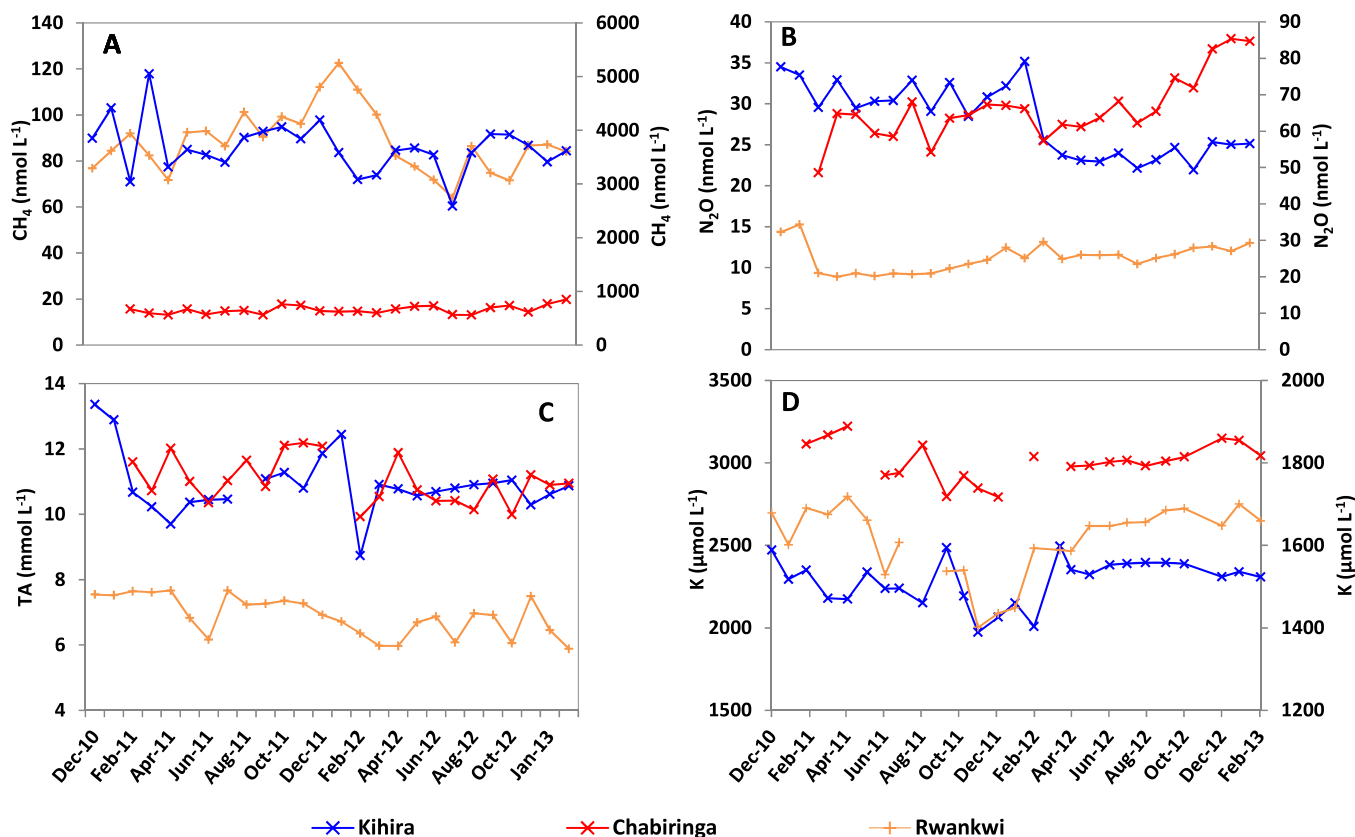 A
CH₄ (nmol L⁻¹)
140
120
100
80
60
40
20
0
6000
5000
4000
3000
2000
1000
0
CH₄ (nmol L⁻¹)
B
N₂O (nmol L⁻¹)
40
35
30
25
20
15
10
5
0
90
80
70
60
50
40
30
20
10
0
N₂O (nmol L⁻¹)
C
TA (mmol L⁻¹)
14
12
10
8
6
4
Dec-10
Feb-11
Apr-11
Jun-11
Aug-11
Oct-11
Dec-11
Feb-12
Apr-12
Jun-12
Aug-12
Oct-12
Jan-13
D
K (µmol L⁻¹)
3500
3000
2500
2000
1500
2000
1800
1600
1400
1200
K (µmol L⁻¹)
Dec-10
Feb-11
Apr-11
Jun-11
Aug-11
Oct-11
Dec-11
Feb-12
Apr-12
Jun-12
Aug-12
Oct-12
Dec-12
Feb-13
Kihira
Chabiringa
Rwankwi